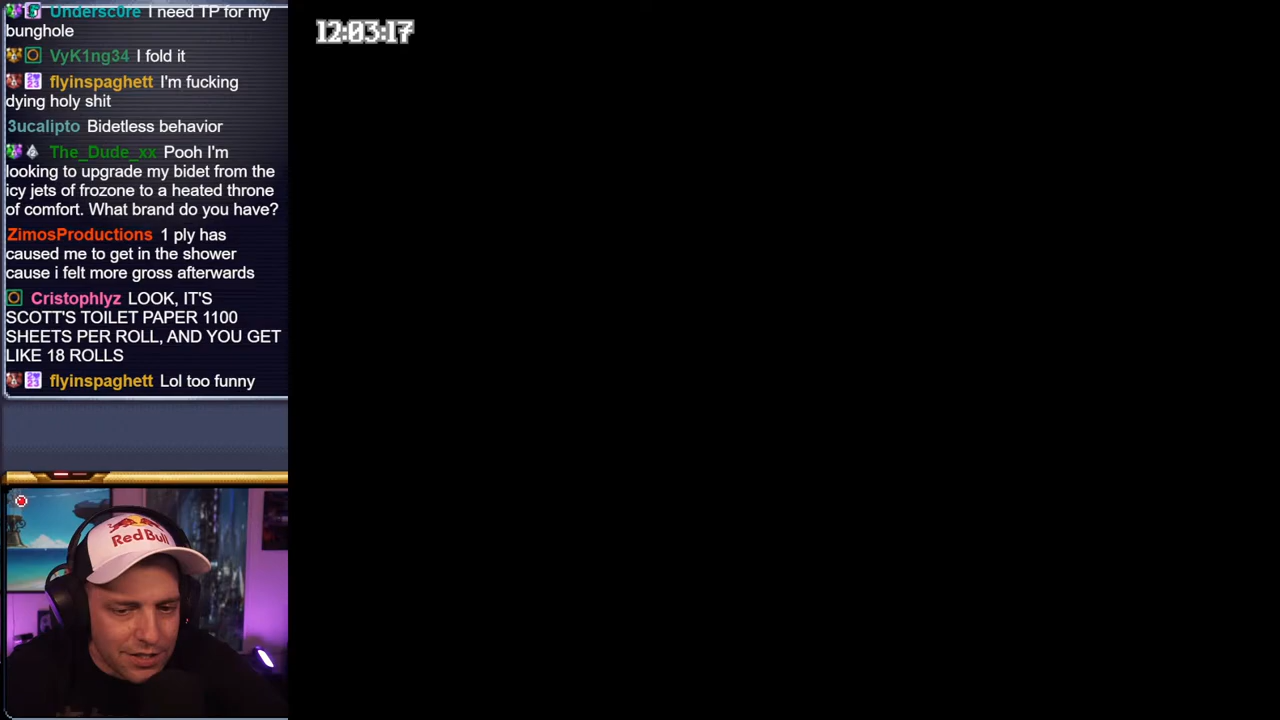 Undersc0re I need TP for my
bunghole
VyK1ng34 I fold it
flyinspaghett I'm fucking
dying holy shit
3ucalipto Bidetless behavior
The_Dude_xx Pooh I'm
looking to upgrade my bidet from the
icy jets of frozone to a heated throne
of comfort. What brand do you have?
ZimosProductions 1 ply has
caused me to get in the shower
cause i felt more gross afterwards
Cristophlyz LOOK, IT'S
SCOTT'S TOILET PAPER 1100
SHEETS PER ROLL, AND YOU GET
LIKE 18 ROLLS
flyinspaghett Lol too funny
12:03:17
Red Bull